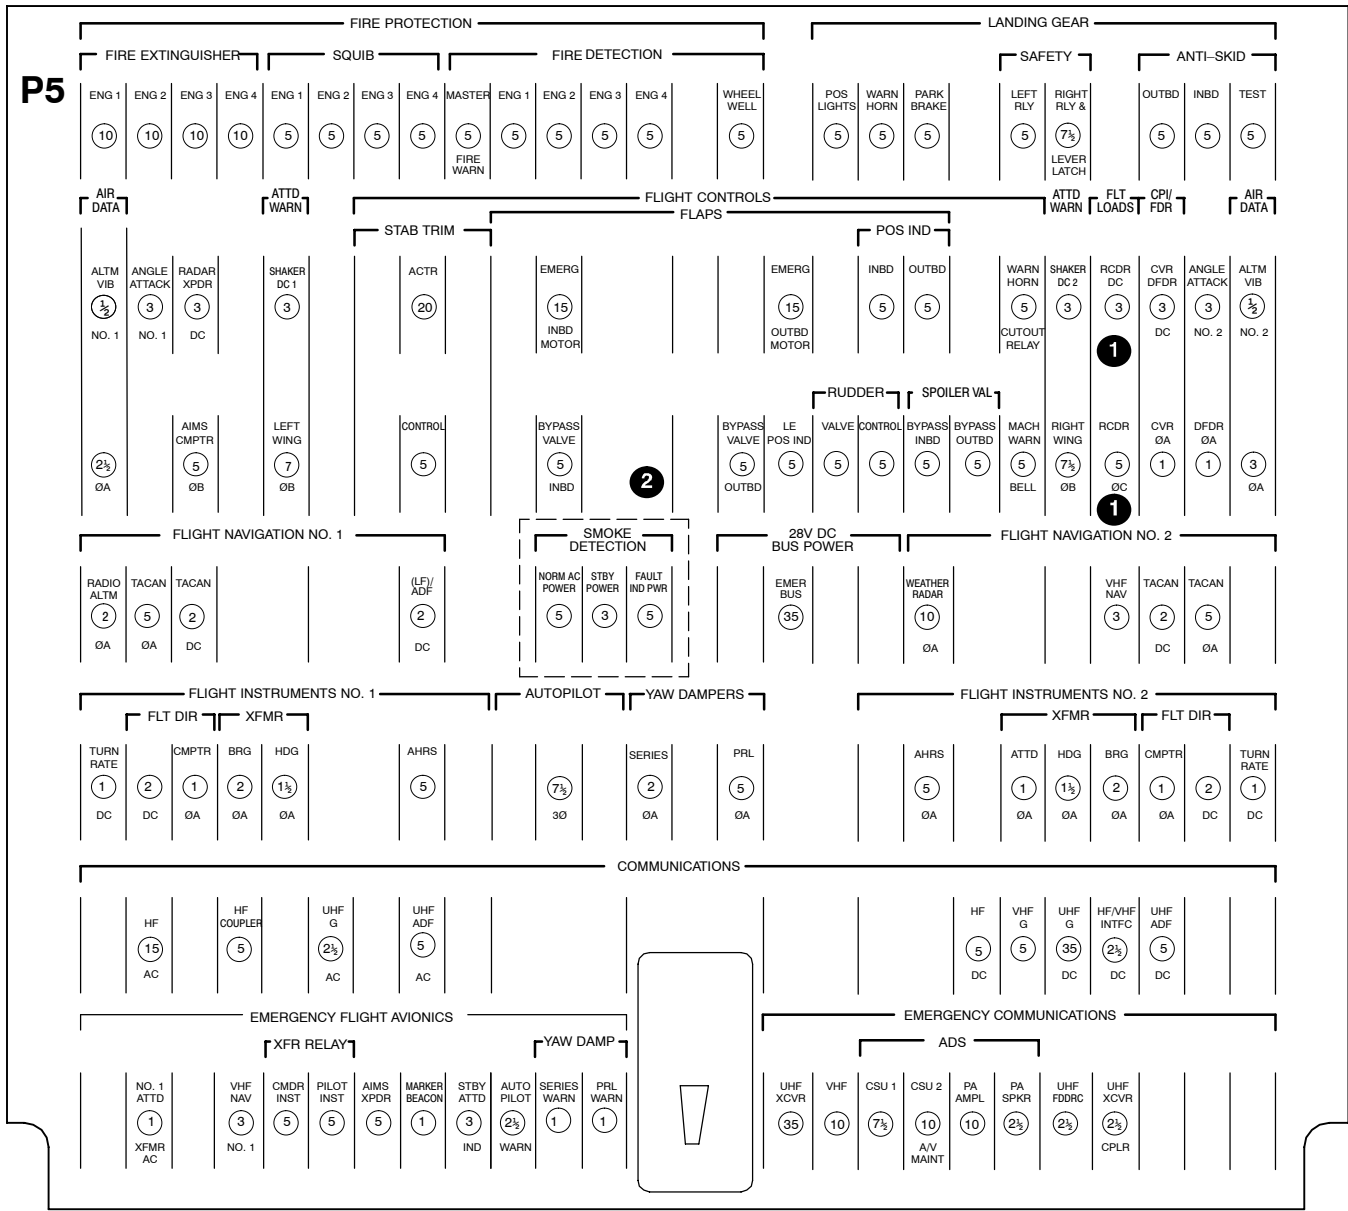 FIRE PROTECTION LANDING GEAR
FIRE EXTINGUISHER SQUIB FIRE DETECTION SAFETY ANTI–SKID
P5
ENG 1 ENG 2 ENG 3 ENG 4 ENG 1 ENG 2 ENG 3 ENG 4 MASTER ENG 1 ENG 2 ENG 3 ENG 4 WHEEL POS WARN PARK LEFT RIGHT OUTBD INBD TEST
WELL LIGHTS HORN BRAKE RLY RLY &
10 10 10 10 5 5 5 5 5 5 5 5 5 5 5 5 5 5 7½ 5 5 5
FIRE LEVER
WARN LATCH
AIR ATTD FLIGHT CONTROLS ATTD FLT CPI/ AIR
DATA WARN WARN LOADS FDR DATA
FLAPS
STAB TRIM POS IND
ALTM ANGLE RADAR SHAKER ACTR EMERG EMERG INBD OUTBD WARN SHAKER RCDR CVR ANGLE ALTM
VIB ATTACK XPDR DC 1 HORN DC 2 DC DFDR ATTACK VIB
½ 3 3 3 20 15 15 5 5 5 3 3 3 3 ½
NO. 1 NO. 1 DC INBD OUTBD CUTOUT DC NO. 2 NO. 2
MOTOR MOTOR RELAY
1
RUDDER SPOILER VAL
AIMS LEFT CONTROL BYPASS BYPASS LE VALVE CONTROL BYPASS BYPASS MACH RIGHT RCDR CVR DFDR
CMPTR WING VALVE VALVE POS IND INBD OUTBD WARN WING ØA ØA
2½ 5 7 5 5 5 5 5 5 5 5 5 7½ 5 1 1 3
ØA ØB ØB INBD 2 OUTBD BELL ØB ØC ØA
1
FLIGHT NAVIGATION NO. 1 SMOKE 28V DC FLIGHT NAVIGATION NO. 2
DETECTION BUS POWER
RADIO TACAN TACAN (LF)/ NORM AC STBY FAULT EMER WEATHER VHF TACAN TACAN
ALTM ADF POWER POWER IND PWR BUS RADAR NAV
2 5 2 2 5 3 5 35 10 3 2 5
ØA ØA DC DC ØA DC ØA
FLIGHT INSTRUMENTS NO. 1 AUTOPILOT YAW DAMPERS FLIGHT INSTRUMENTS NO. 2
FLT DIR XFMR XFMR FLT DIR
TURN CMPTR BRG HDG AHRS SERIES PRL AHRS ATTD HDG BRG CMPTR TURN
RATE RATE
1 2 1 2 1½ 5 7½ 2 5 5 1 1½ 2 1 2 1
DC DC ØA ØA ØA 3Ø ØA ØA ØA ØA ØA ØA ØA DC DC
COMMUNICATIONS
HF HF UHF UHF HF VHF UHF HF/VHF UHF
COUPLER G ADF G G INTFC ADF
15 5 2½ 5 5 5 35 2½ 5
AC AC AC DC DC DC DC
EMERGENCY FLIGHT AVIONICS EMERGENCY COMMUNICATIONS
XFR RELAY YAW DAMP ADS
NO. 1 VHF CMDR PILOT AIMS MARKER STBY AUTO SERIES PRL UHF VHF CSU 1 CSU 2 PA PA UHF UHF
ATTD NAV INST INST XPDR BEACON ATTD PILOT WARN WARN XCVR AMPL SPKR FDDRC XCVR
1 3 5 5 5 1 3 2½ 1 1 35 10 7½ 10 10 2½ 2½ 2½
XFMR NO. 1 IND WARN A/V CPLR
AC MAINT